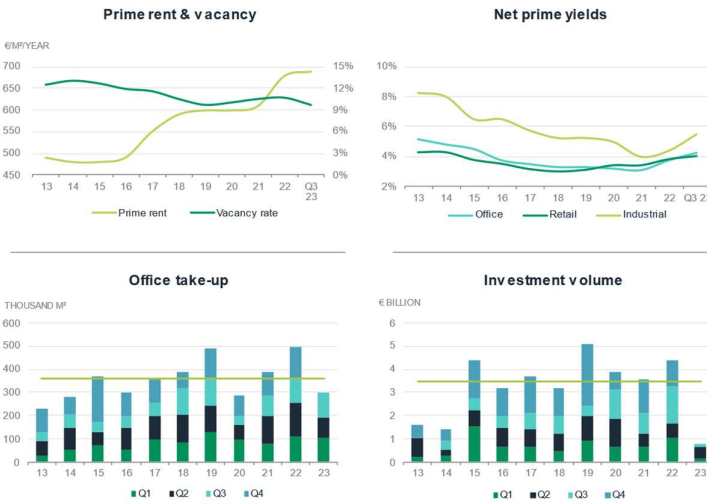 Prime rent & vacancy
€/M²/YEAR
700 15%
650 12%
600 9%
550 6%
500 3%
450 0%
13 14 15 16 17 18 19 20 21 22 Q3
23
Prime rent Vacancy rate
Net prime yields
10%
8%
6%
4%
2%
13 14 15 16 17 18 19 20 21 22 Q3 23
Office Retail Industrial
Office take-up
THOUSAND M²
600
500
400
300
200
100
0
13 14 15 16 17 18 19 20 21 22 23
Q1 Q2 Q3 Q4
Investment volume
€ BILLION
6
5
4
3
2
1
0
13 14 15 16 17 18 19 20 21 22 23
Q1 Q2 Q3 Q4